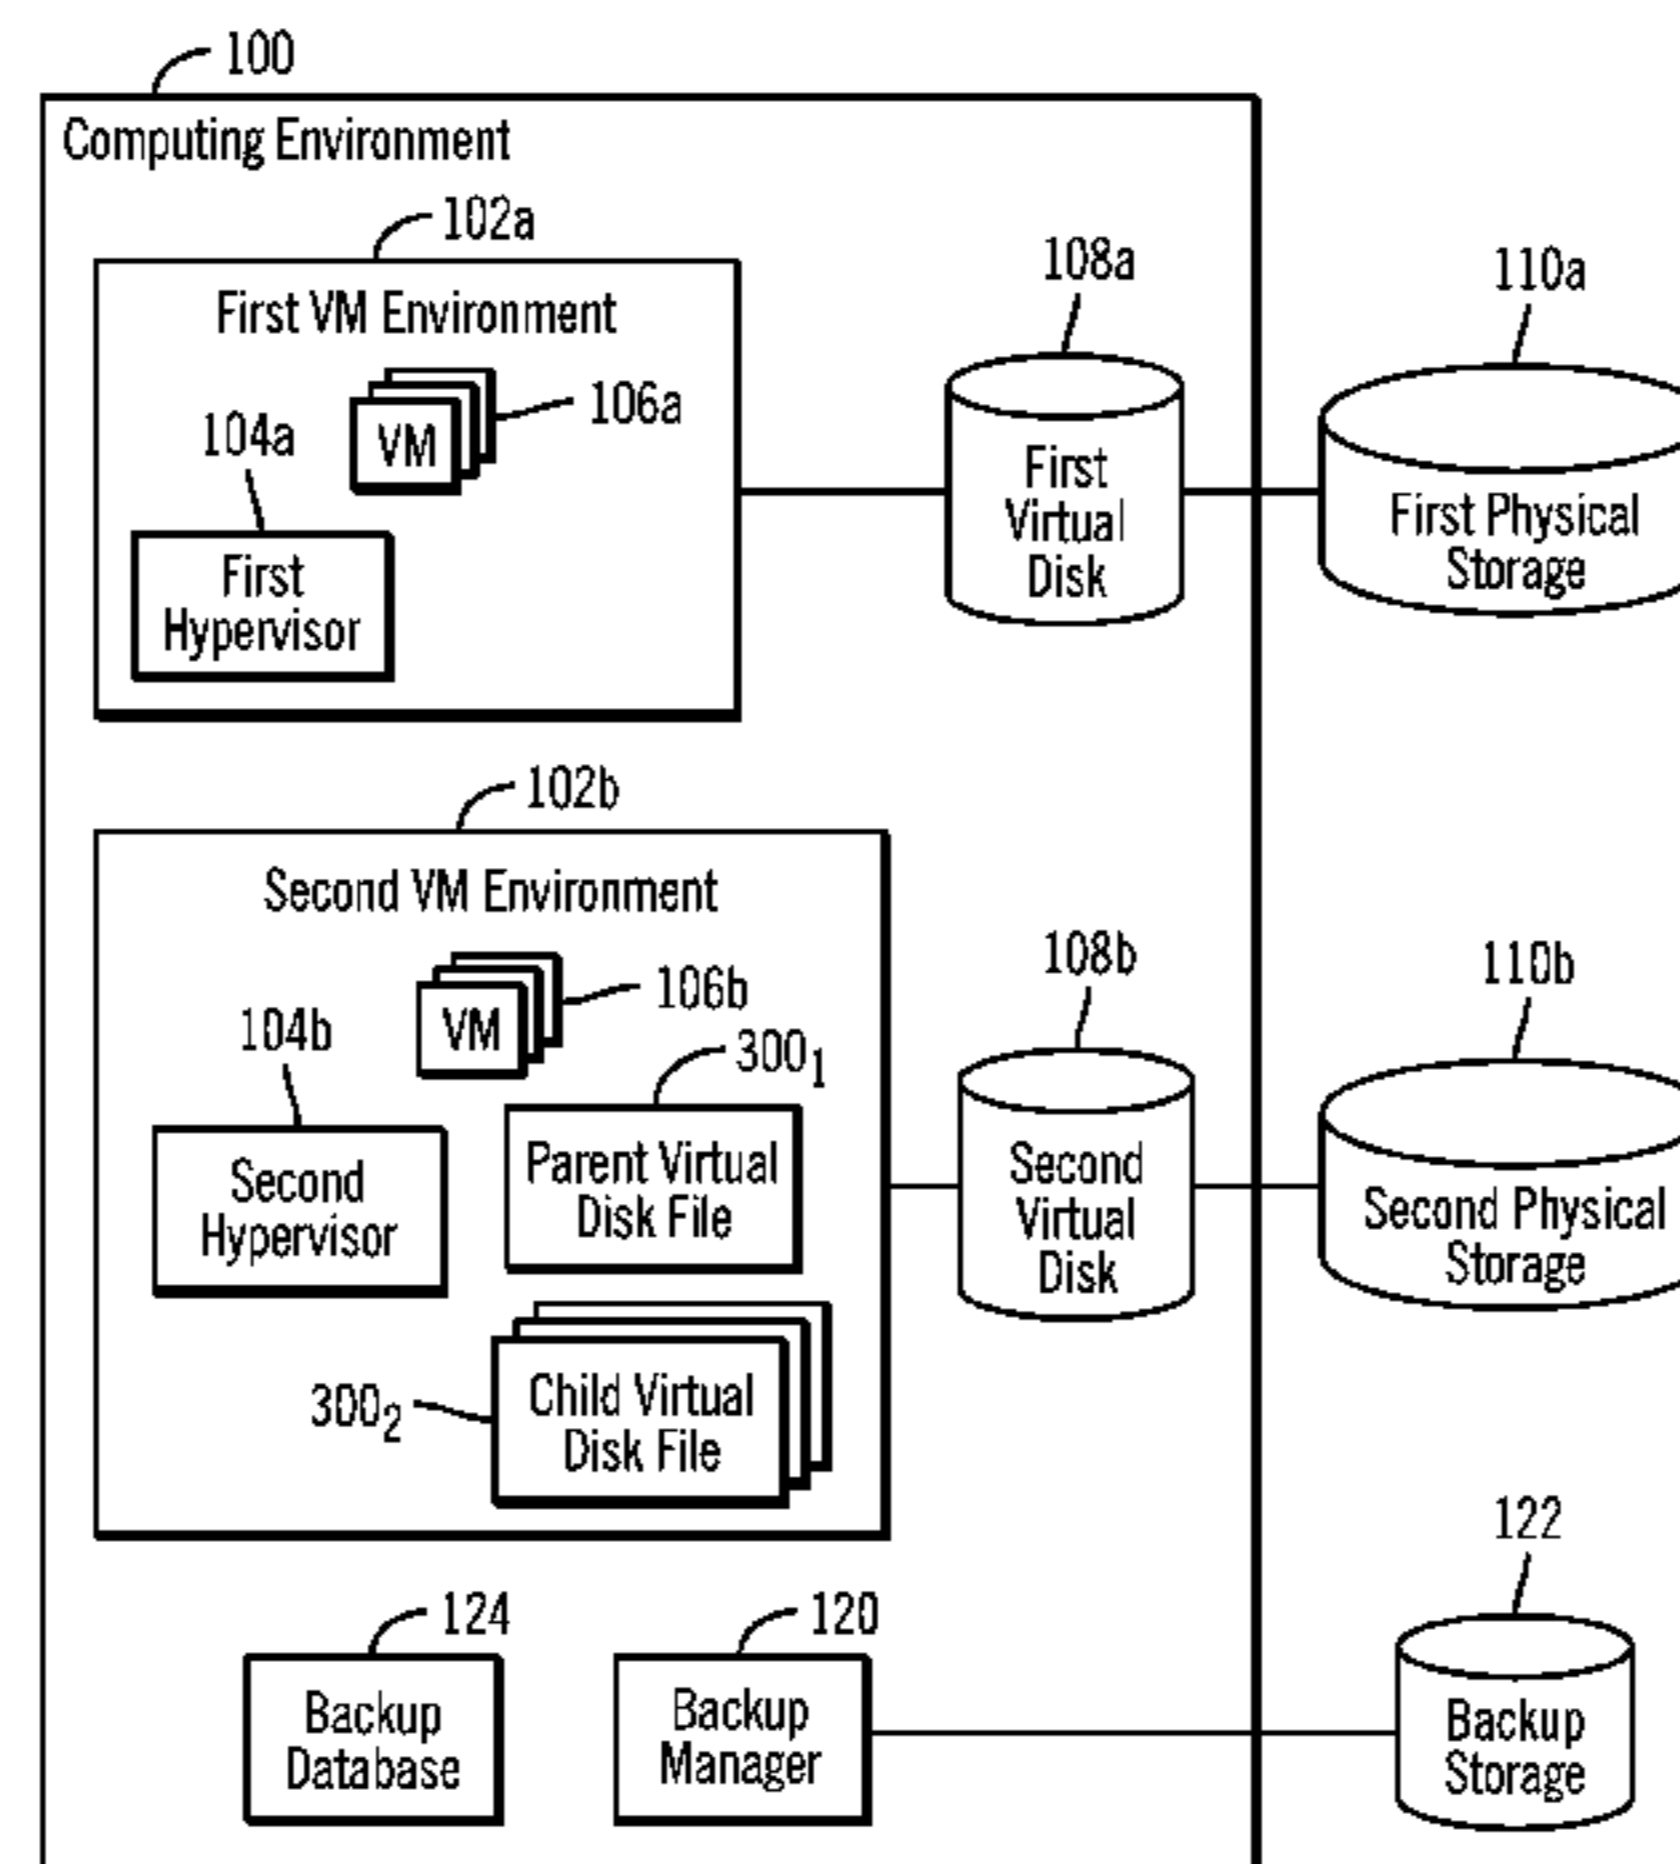 100
Computing Environment
102a
First VM Environment
106a
VM
104a
First
Hypervisor
108a
First
Virtual
Disk
110a
First Physical
Storage
102b
Second VM Environment
106b
VM
104b
Second
Hypervisor
300₁
Parent Virtual
Disk File
300₂
Child Virtual
Disk File
108b
Second
Virtual
Disk
110b
Second Physical
Storage
124
Backup
Database
120
Backup
Manager
122
Backup
Storage